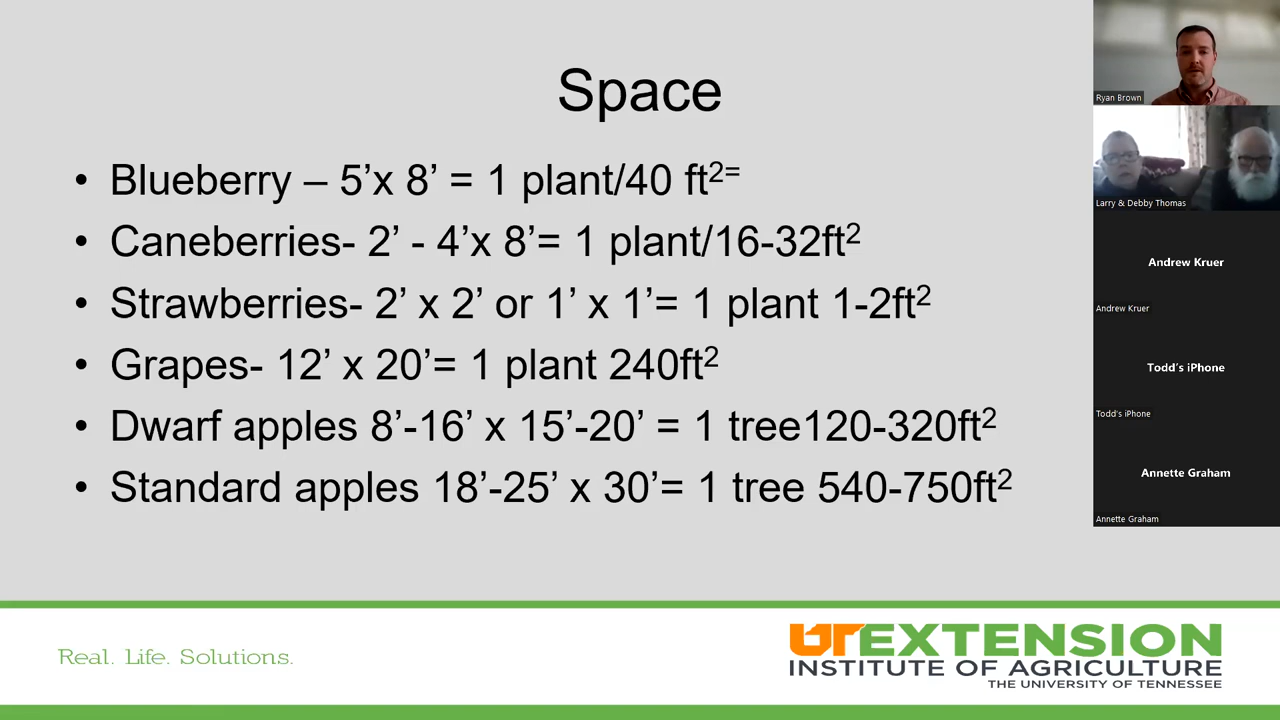 Space
• Blueberry – 5’x 8’ = 1 plant/40 ft²⁼
• Caneberries- 2’ - 4’x 8’= 1 plant/16-32ft²
• Strawberries- 2’ x 2’ or 1’ x 1’= 1 plant 1-2ft²
• Grapes- 12’ x 20’= 1 plant 240ft²
• Dwarf apples 8’-16’ x 15’-20’ = 1 tree120-320ft²
• Standard apples 18’-25’ x 30’= 1 tree 540-750ft²
Real. Life. Solutions.
UT EXTENSION
INSTITUTE OF AGRICULTURE
THE UNIVERSITY OF TENNESSEE
Ryan Brown
Larry & Debby Thomas
Andrew Kruer
Andrew Kruer
Todd’s iPhone
Todd’s iPhone
Annette Graham
Annette Graham